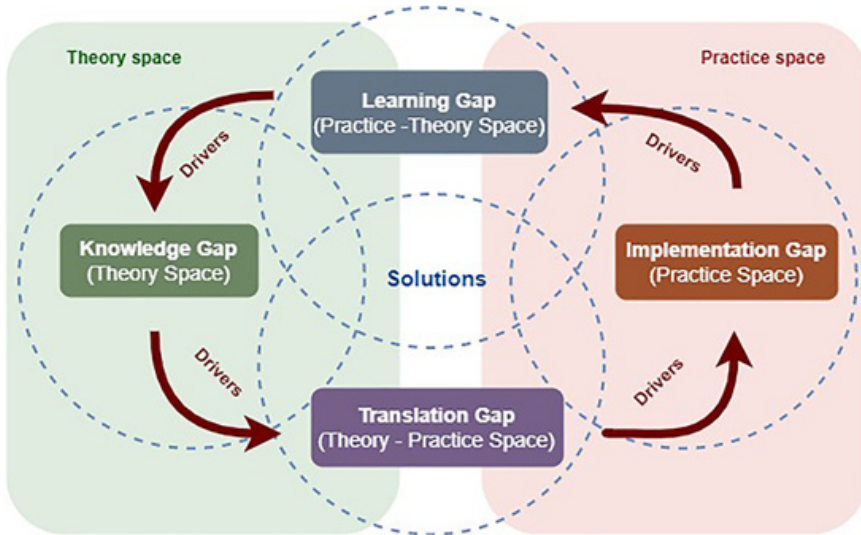 Theory space
Practice space
Learning Gap
(Practice -Theory Space)
Drivers
Drivers
Knowledge Gap
(Theory Space)
Solutions
Implementation Gap
(Practice Space)
Drivers
Drivers
Translation Gap
(Theory - Practice Space)